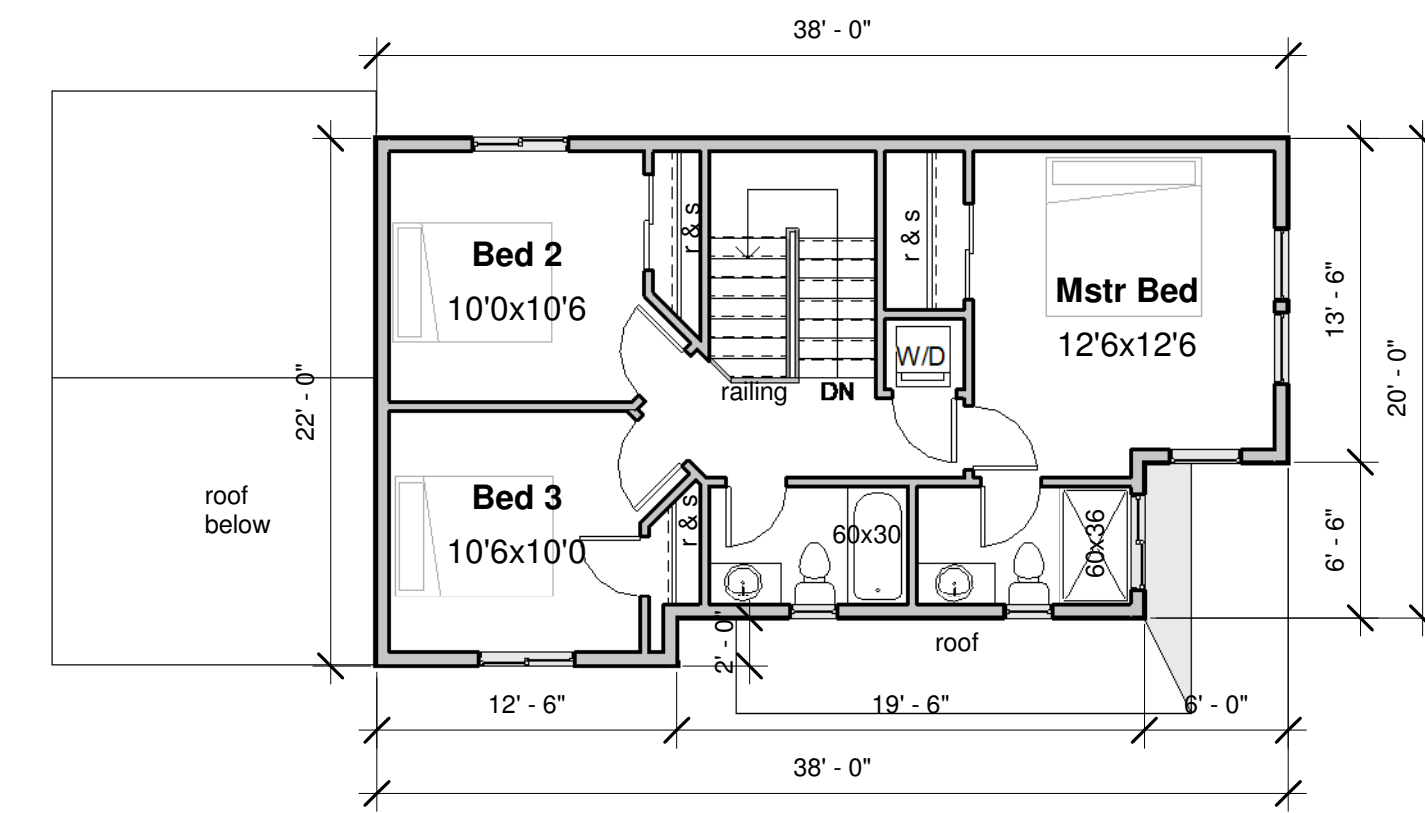 38' - 0"
r & s
r & s
Bed 2
10'0x10'6
Mstr Bed
12'6x12'6
13' - 6"
20' - 0"
22' - 0"
W/D
railing
DN
roof
below
Bed 3
10'6x10'0
r & s
60x30
60x36
6' - 6"
2' - 0"
roof
12' - 6"
19' - 6"
6' - 0"
38' - 0"